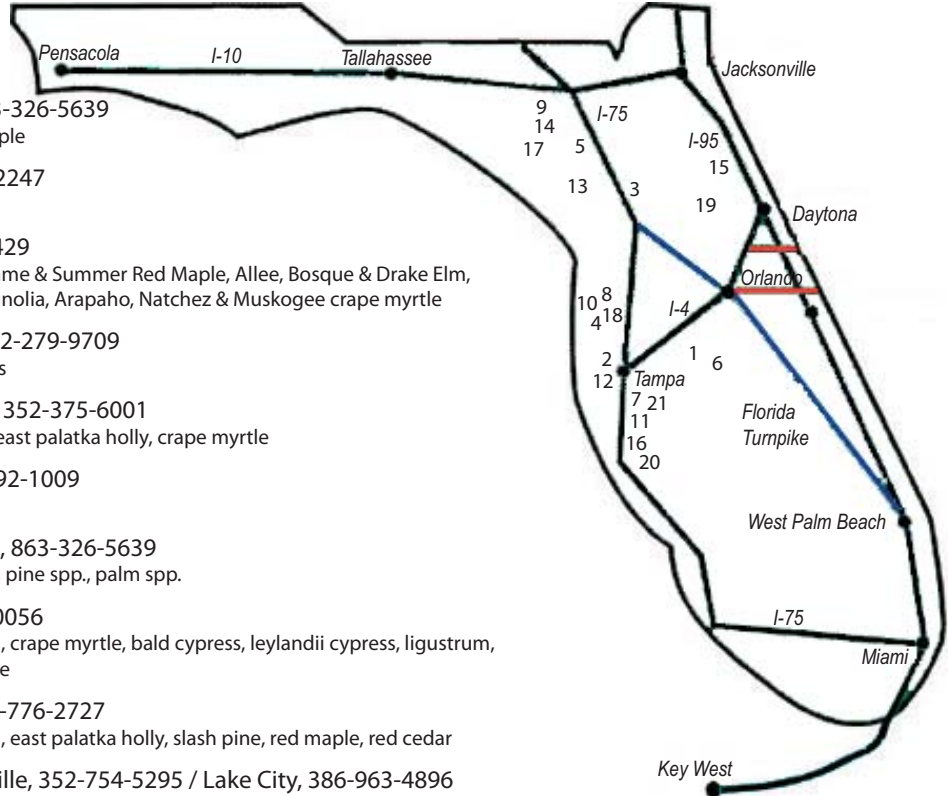 3-326-5639
ple
2247
429
me & Summer Red Maple, Allee, Bosque & Drake Elm,
nolia, Arapaho, Natchez & Muskogee crape myrtle
2-279-9709
s
352-375-6001
east palatka holly, crape myrtle
92-1009
, 863-326-5639
pine spp., palm spp.
0056
, crape myrtle, bald cypress, leylandii cypress, ligustrum,
e
-776-2727
, east palatka holly, slash pine, red maple, red cedar
ille, 352-754-5295 / Lake City, 386-963-4896
Pensacola
I-10
Tallahassee
Jacksonville
9
I-75
14
17
5
I-95
15
13
3
19
Daytona
Orlando
10
8
4
18
I-4
2
1
6
12
Tampa
7
21
11
16
20
Florida
Turnpike
West Palm Beach
I-75
Miami
Key West